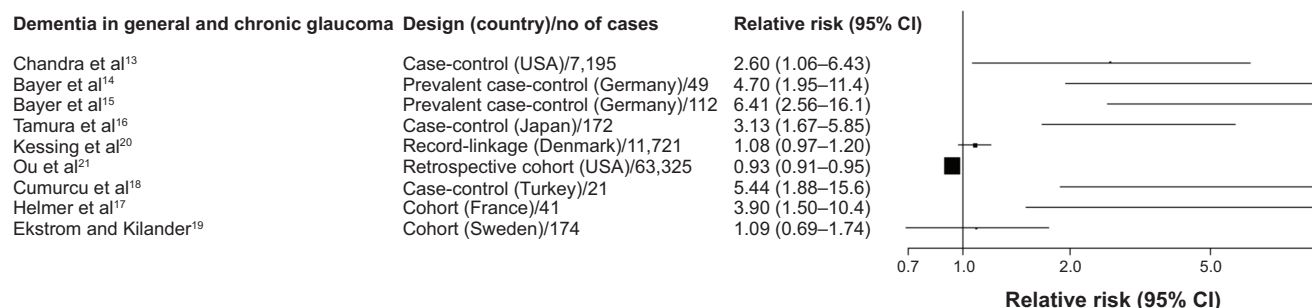 Dementia in general and chronic glaucoma Design (country)/no of cases Relative risk (95% CI)
Chandra et al13 Case-control (USA)/7,195 2.60 (1.06–6.43)
Bayer et al14 Prevalent case-control (Germany)/49 4.70 (1.95–11.4)
Bayer et al15 Prevalent case-control (Germany)/112 6.41 (2.56–16.1)
Tamura et al16 Case-control (Japan)/172 3.13 (1.67–5.85)
Kessing et al20 Record-linkage (Denmark)/11,721 1.08 (0.97–1.20)
Ou et al21 Retrospective cohort (USA)/63,325 0.93 (0.91–0.95)
Cumurcu et al18 Case-control (Turkey)/21 5.44 (1.88–15.6)
Helmer et al17 Cohort (France)/41 3.90 (1.50–10.4)
Ekstrom and Kilander19 Cohort (Sweden)/174 1.09 (0.69–1.74)
0.7 1.0 2.0 5.0
Relative risk (95% CI)